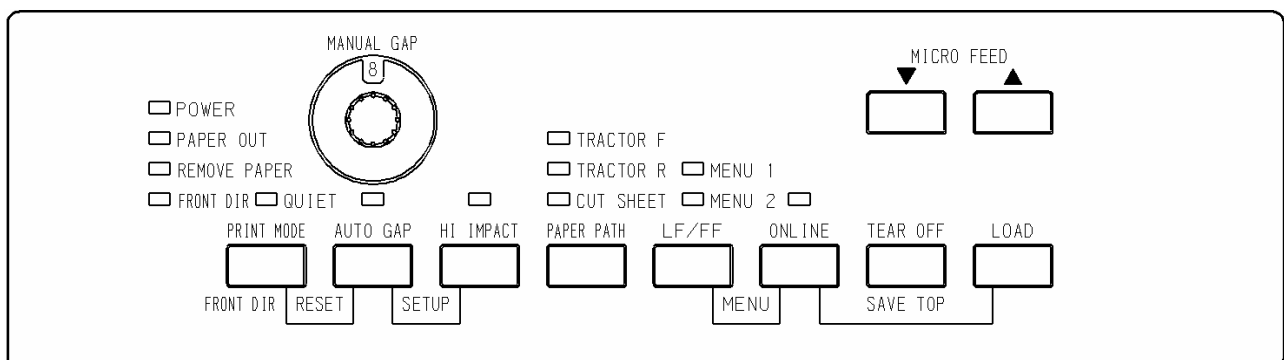 MANUAL GAP
8
MICRO FEED
POWER
PAPER OUT
TRACTOR F
REMOVE PAPER
TRACTOR R
MENU 1
FRONT DIR
QUIET
CUT SHEET
MENU 2
PRINT MODE
AUTO GAP
HI IMPACT
PAPER PATH
LF/FF
ONLINE
TEAR OFF
LOAD
FRONT DIR
RESET
SETUP
MENU
SAVE TOP